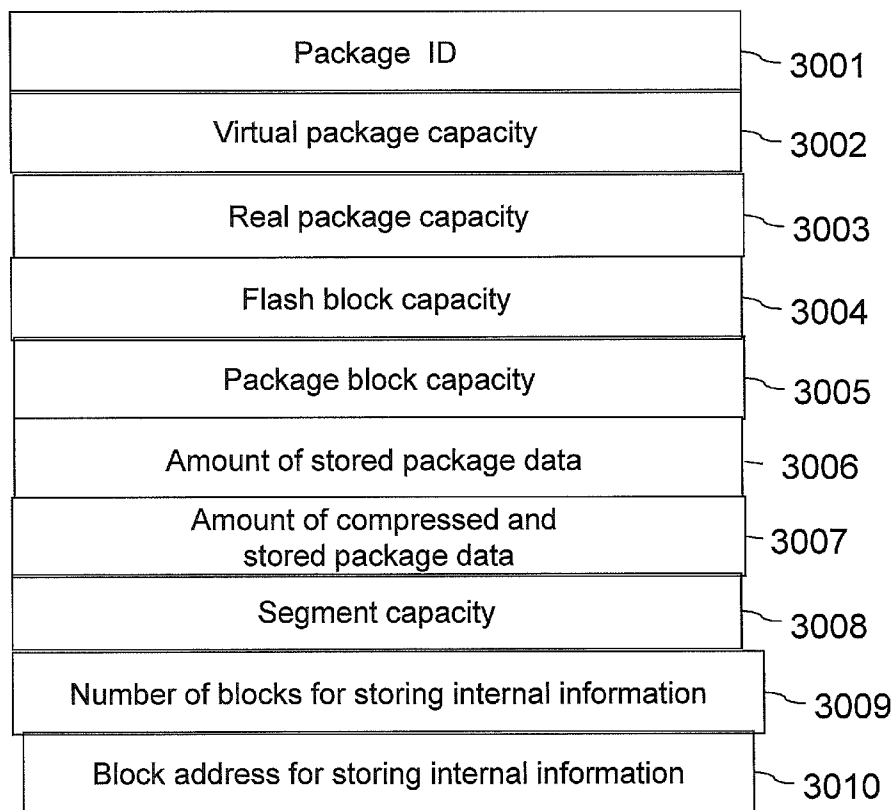 Package ID 3001
Virtual package capacity 3002
Real package capacity 3003
Flash block capacity 3004
Package block capacity 3005
Amount of stored package data 3006
Amount of compressed and
stored package data 3007
Segment capacity 3008
Number of blocks for storing internal information 3009
Block address for storing internal information 3010